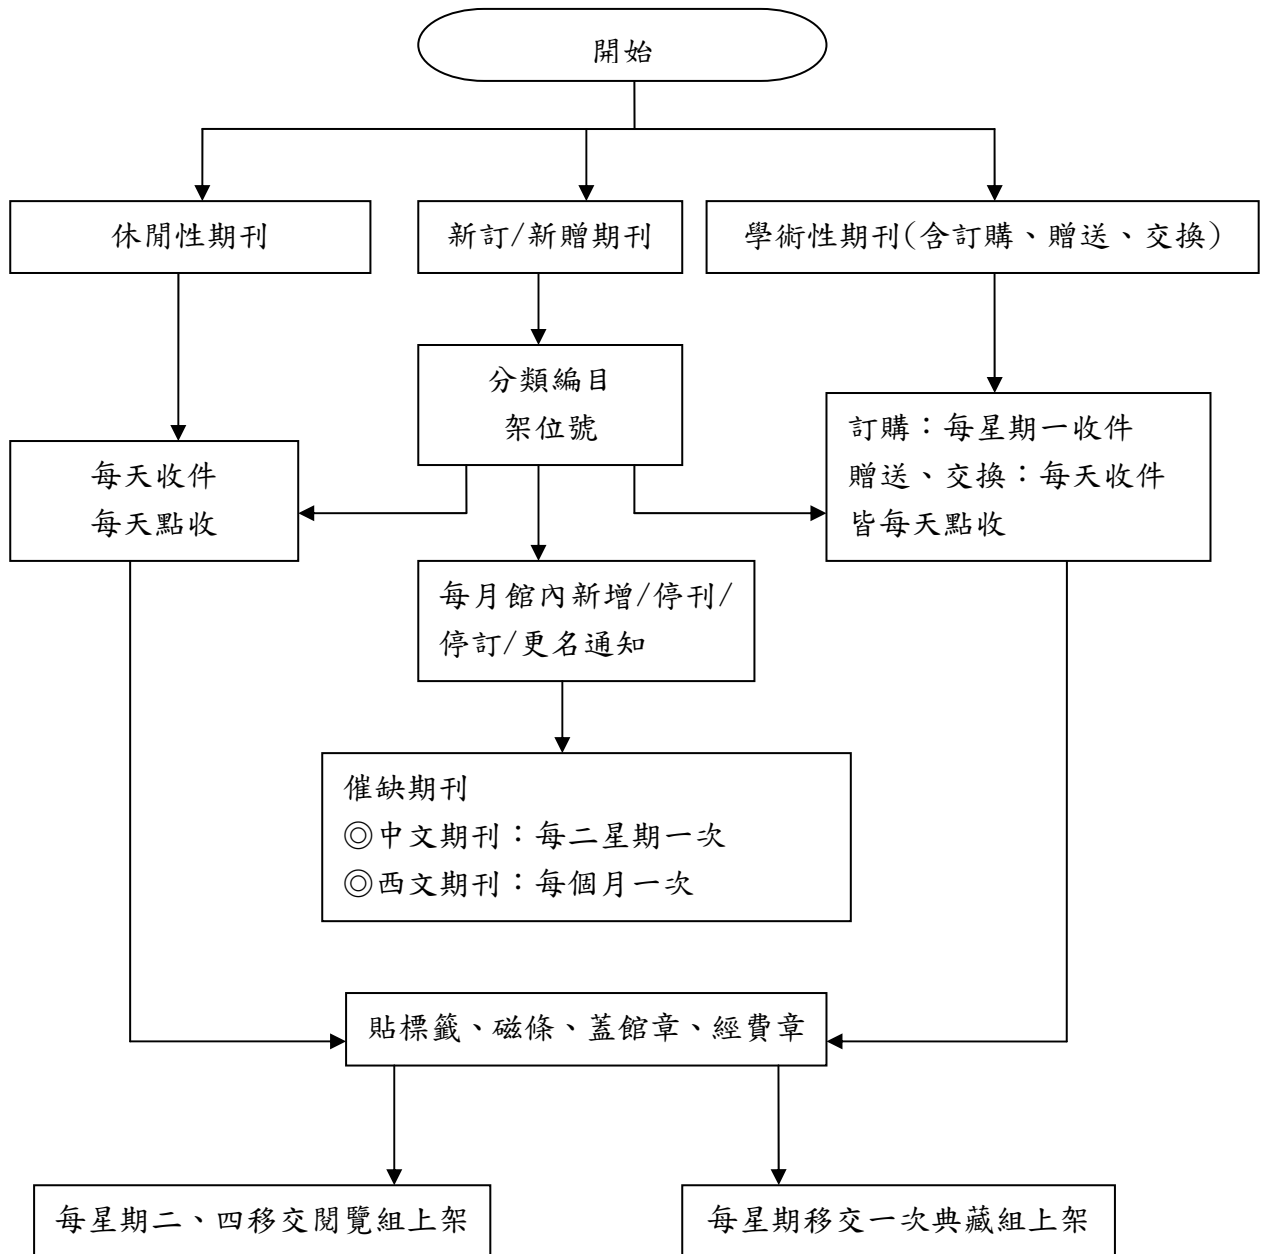 開始
休閒性期刊
新訂/新贈期刊
學術性期刊(含訂購、贈送、交換)
分類編目
架位號
每天收件
每天點收
訂購：每星期一收件
贈送、交換：每天收件
皆每天點收
每月館內新增/停刊/
停訂/更名通知
催缺期刊
◎中文期刊：每二星期一次
◎西文期刊：每個月一次
貼標籤、磁條、蓋館章、經費章
每星期二、四移交閱覽組上架
每星期移交一次典藏組上架